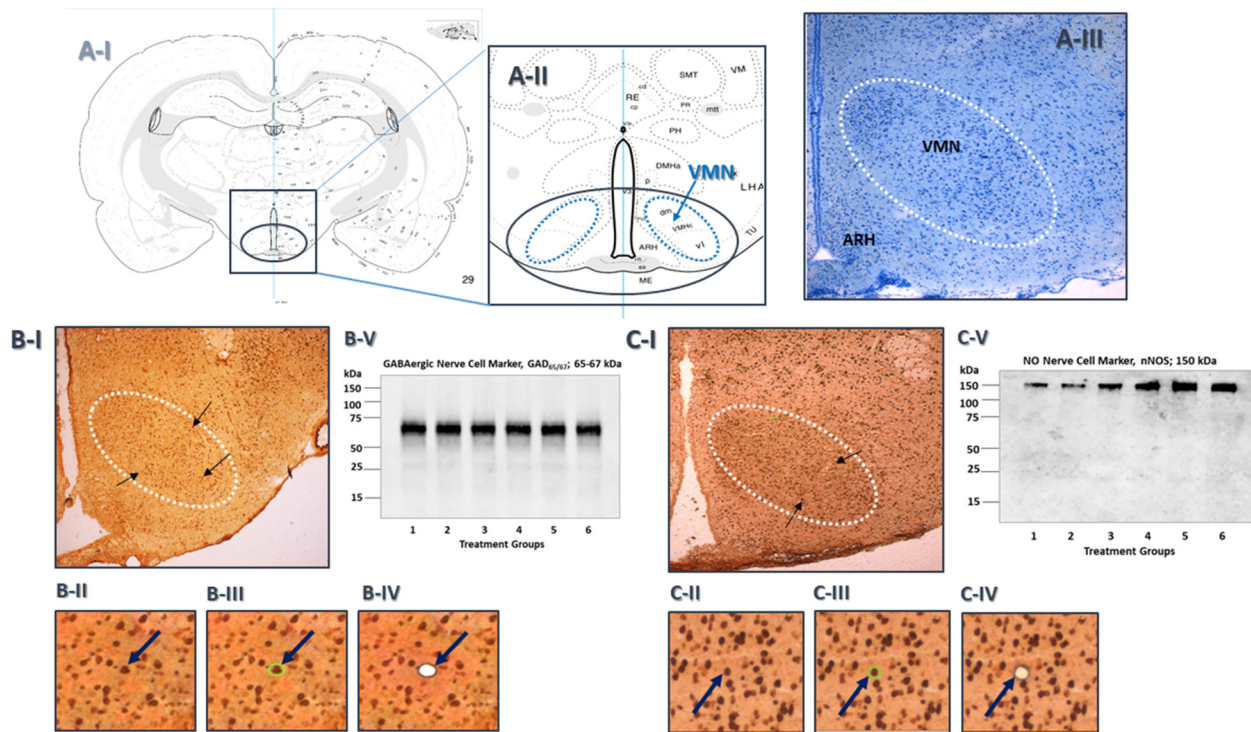 A-I
29
A-II
SMT
VM
cd
RE
cp
PR
mtt
PH
DMHa
p
VMN
LHA
dm
VMHc
vl
TU
ARH
ME
A-III
VMN
ARH
B-I
B-V
GABAergic Nerve Cell Marker, GAD65/67; 65-67 kDa
kDa
150
100
75
50
25
15
1 2 3 4 5 6
Treatment Groups
C-I
C-V
NO Nerve Cell Marker, nNOS; 150 kDa
kDa
150
100
75
50
25
15
1 2 3 4 5 6
Treatment Groups
B-II
B-III
B-IV
C-II
C-III
C-IV